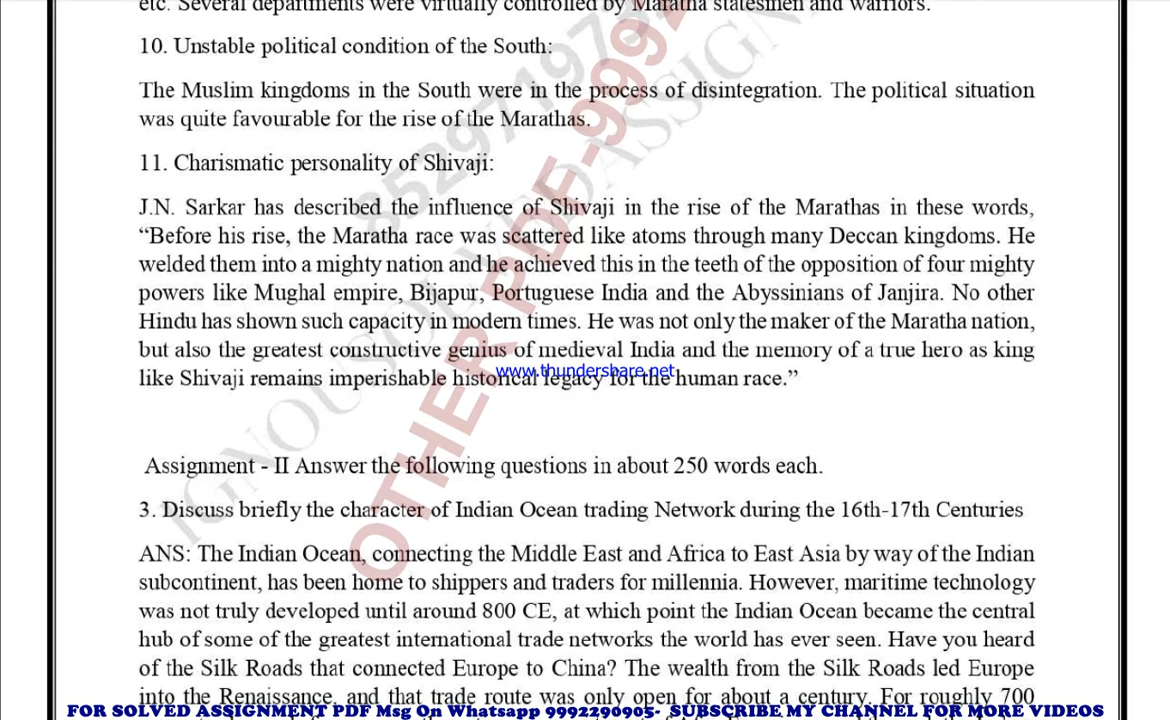 etc. Several departments were virtually controlled by Maratha statesmen and warriors.
10. Unstable political condition of the South:
The Muslim kingdoms in the South were in the process of disintegration. The political situation
was quite favourable for the rise of the Marathas.
11. Charismatic personality of Shivaji:
J.N. Sarkar has described the influence of Shivaji in the rise of the Marathas in these words,
“Before his rise, the Maratha race was scattered like atoms through many Deccan kingdoms. He
welded them into a mighty nation and he achieved this in the teeth of the opposition of four mighty
powers like Mughal empire, Bijapur, Portuguese India and the Abyssinians of Janjira. No other
Hindu has shown such capacity in modern times. He was not only the maker of the Maratha nation,
but also the greatest constructive genius of medieval India and the memory of a true hero as king
like Shivaji remains imperishable historical legacy for the human race.”
www.thundershare.net
Assignment - II Answer the following questions in about 250 words each.
3. Discuss briefly the character of Indian Ocean trading Network during the 16th-17th Centuries
ANS: The Indian Ocean, connecting the Middle East and Africa to East Asia by way of the Indian
subcontinent, has been home to shippers and traders for millennia. However, maritime technology
was not truly developed until around 800 CE, at which point the Indian Ocean became the central
hub of some of the greatest international trade networks the world has ever seen. Have you heard
of the Silk Roads that connected Europe to China? The wealth from the Silk Roads led Europe
into the Renaissance, and that trade route was only open for about a century. For roughly 700
OTHER PDF-9992
FOR SOLVED ASSIGNMENT PDF Msg On Whatsapp 9992290905- SUBSCRIBE MY CHANNEL FOR MORE VIDEOS